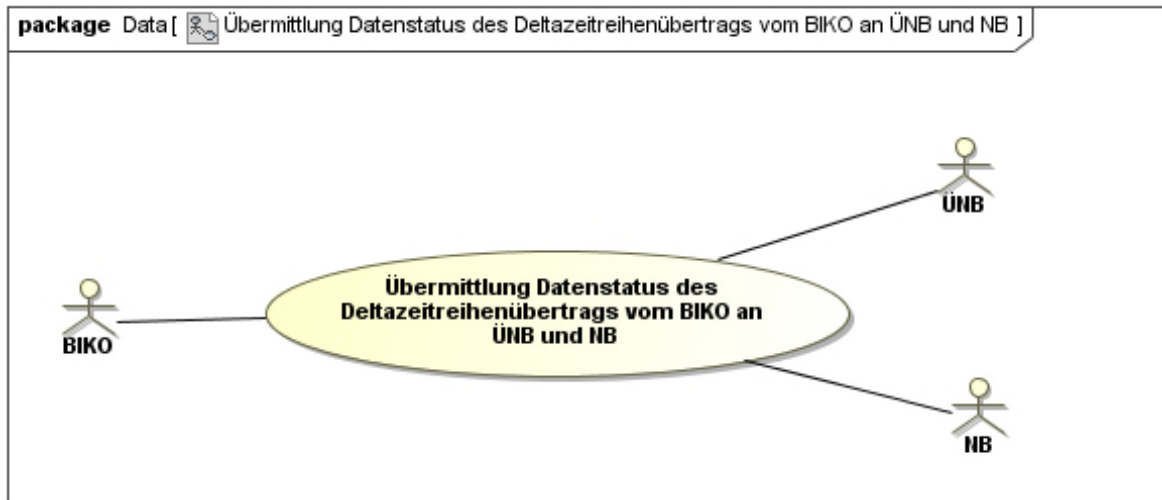 package Data [ Übermittlung Datenstatus des Deltazeitreihenübertrags vom BIKO an ÜNB und NB ]
ÜNB
Übermittlung Datenstatus des
Deltazeitreihenübertrags vom BIKO an
ÜNB und NB
BIKO
NB